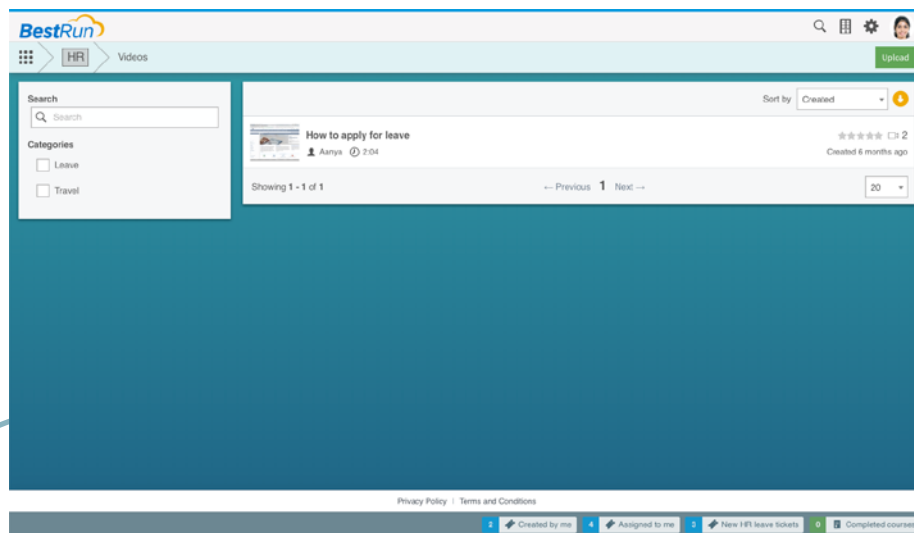 BestRun
HR Videos Upload
Search
Search
Categories
Leave
Travel
Sort by Created
How to apply for leave
2
Aanya 2:04
Created 6 months ago
Showing 1 - 1 of 1 ← Previous 1 Next → 20
Privacy Policy | Terms and Conditions
Created by me 4 Assigned to me 3 New HR leave tickets 0 Completed courses